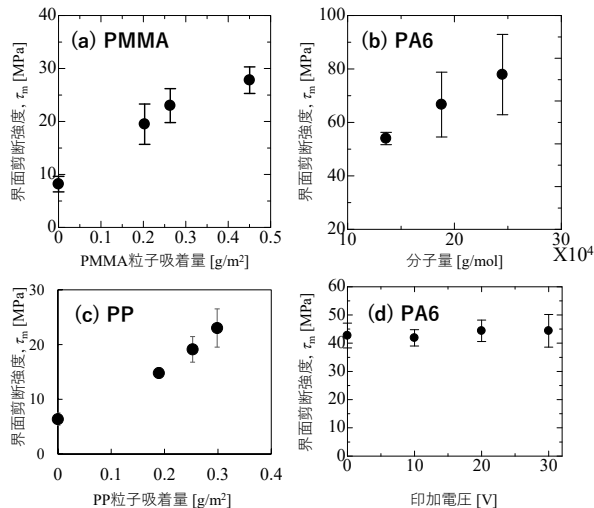 (a) PMMA
界面剪断強度, τm [MPa]
40
30
20
10
0
0 0.1 0.2 0.3 0.4 0.5
PMMA粒子吸着量 [g/m²]
(b) PA6
界面剪断強度, τm [MPa]
100
80
60
40
20
10 20 30
X10⁴
分子量 [g/mol]
(c) PP
界面剪断強度, τm [MPa]
30
20
10
0
0 0.1 0.2 0.3 0.4
PP粒子吸着量 [g/m²]
(d) PA6
界面剪断強度, τm [MPa]
60
50
40
30
20
10
0
0 10 20 30
印加電圧 [V]